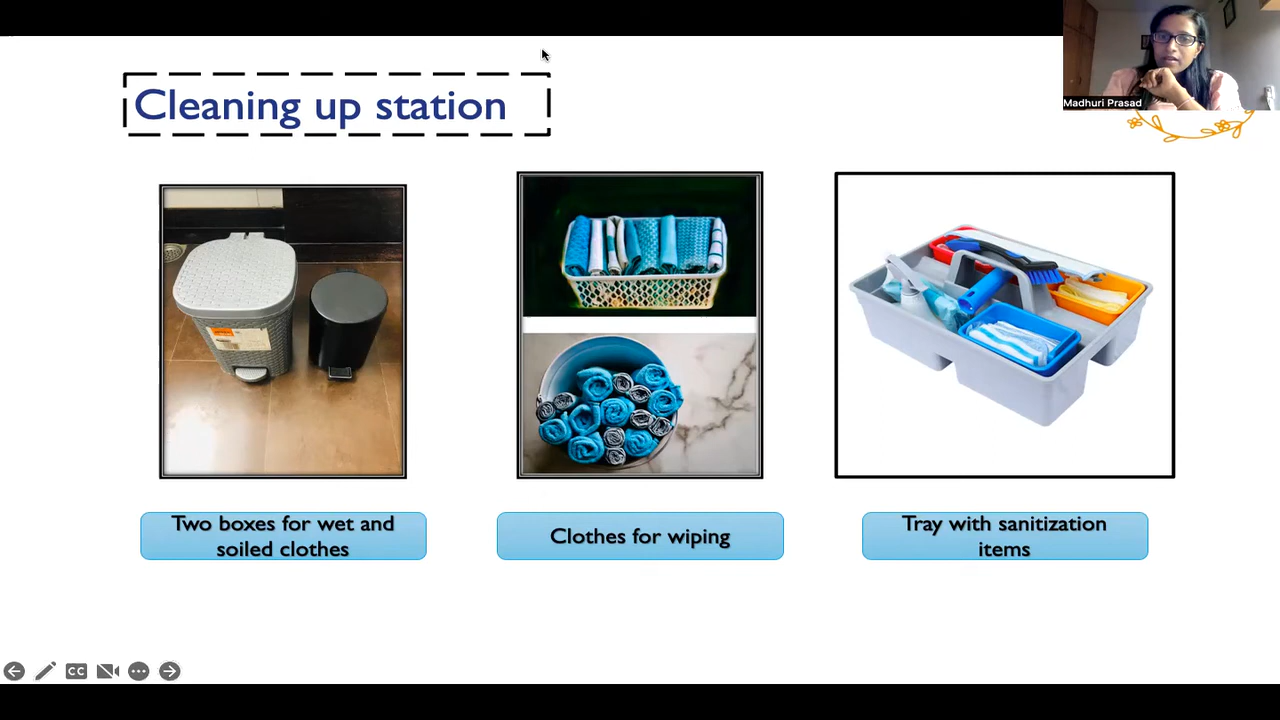 Cleaning up station
Madhuri Prasad
Two boxes for wet and
soiled clothes
Clothes for wiping
Tray with sanitization
items
CC